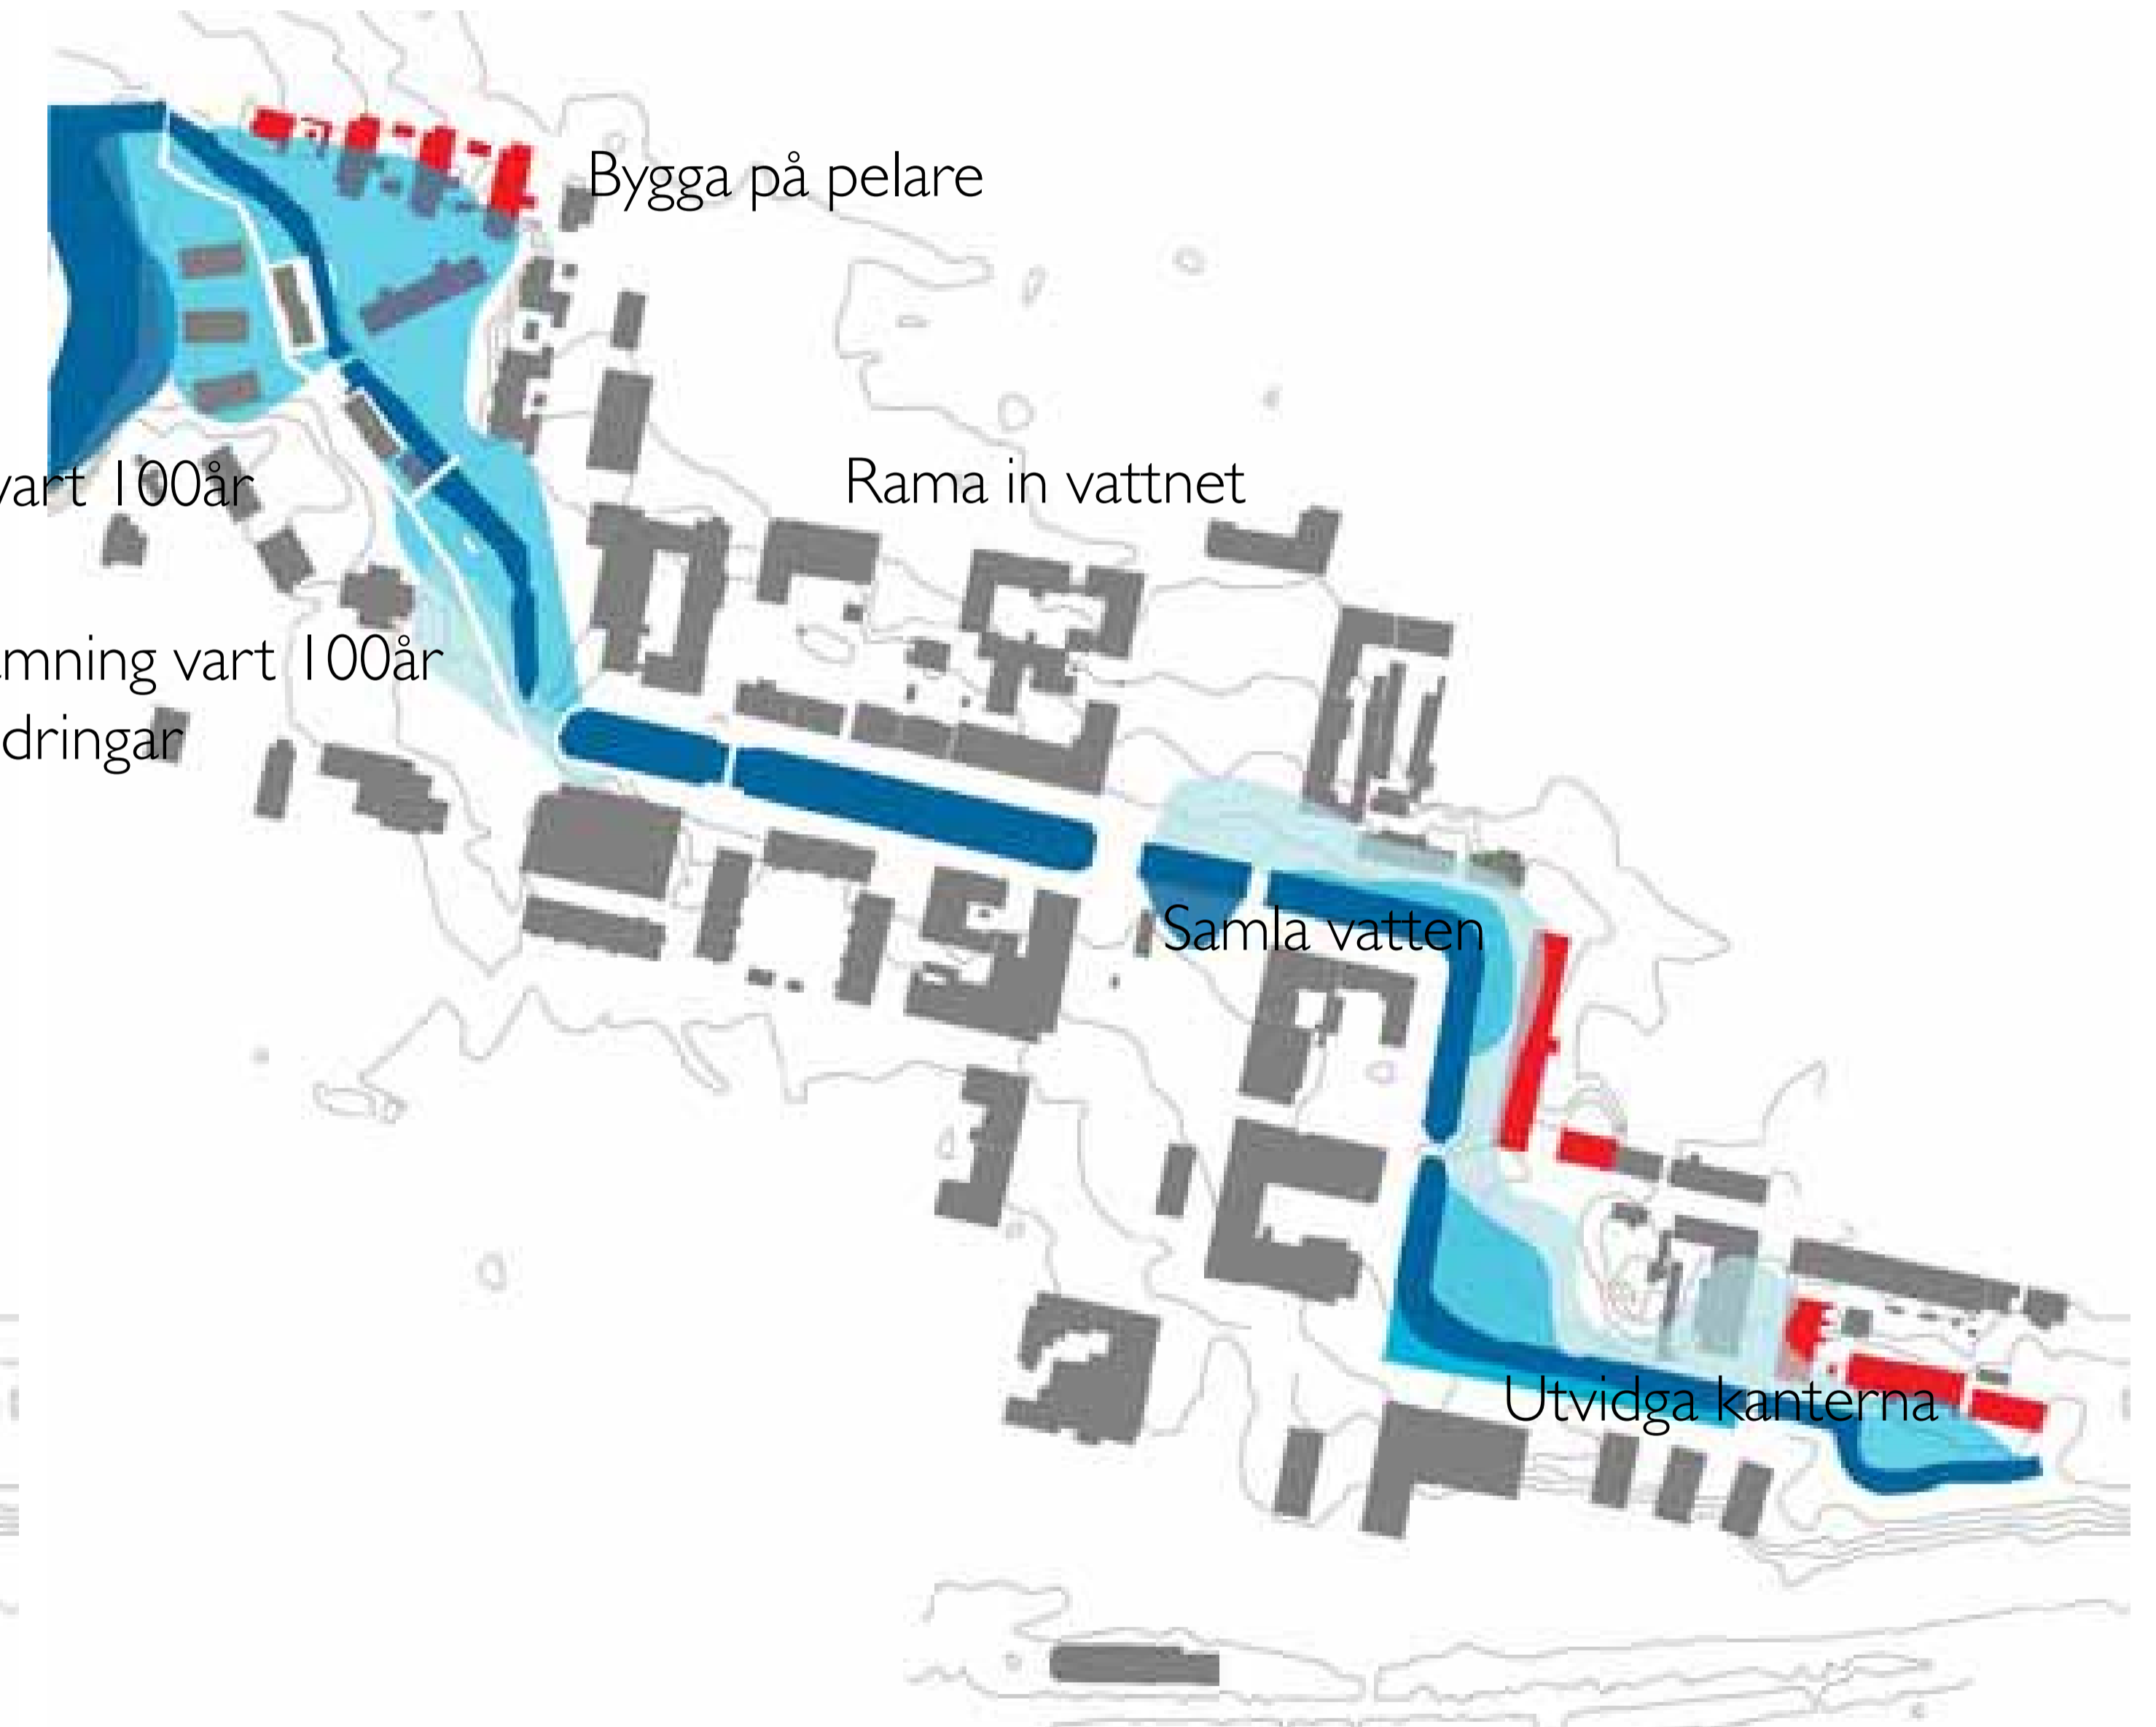 Bygga på pelare
Rama in vattnet
vart 100år
mning vart 100år
dringar
Samla vatten
Utvidga kanterna